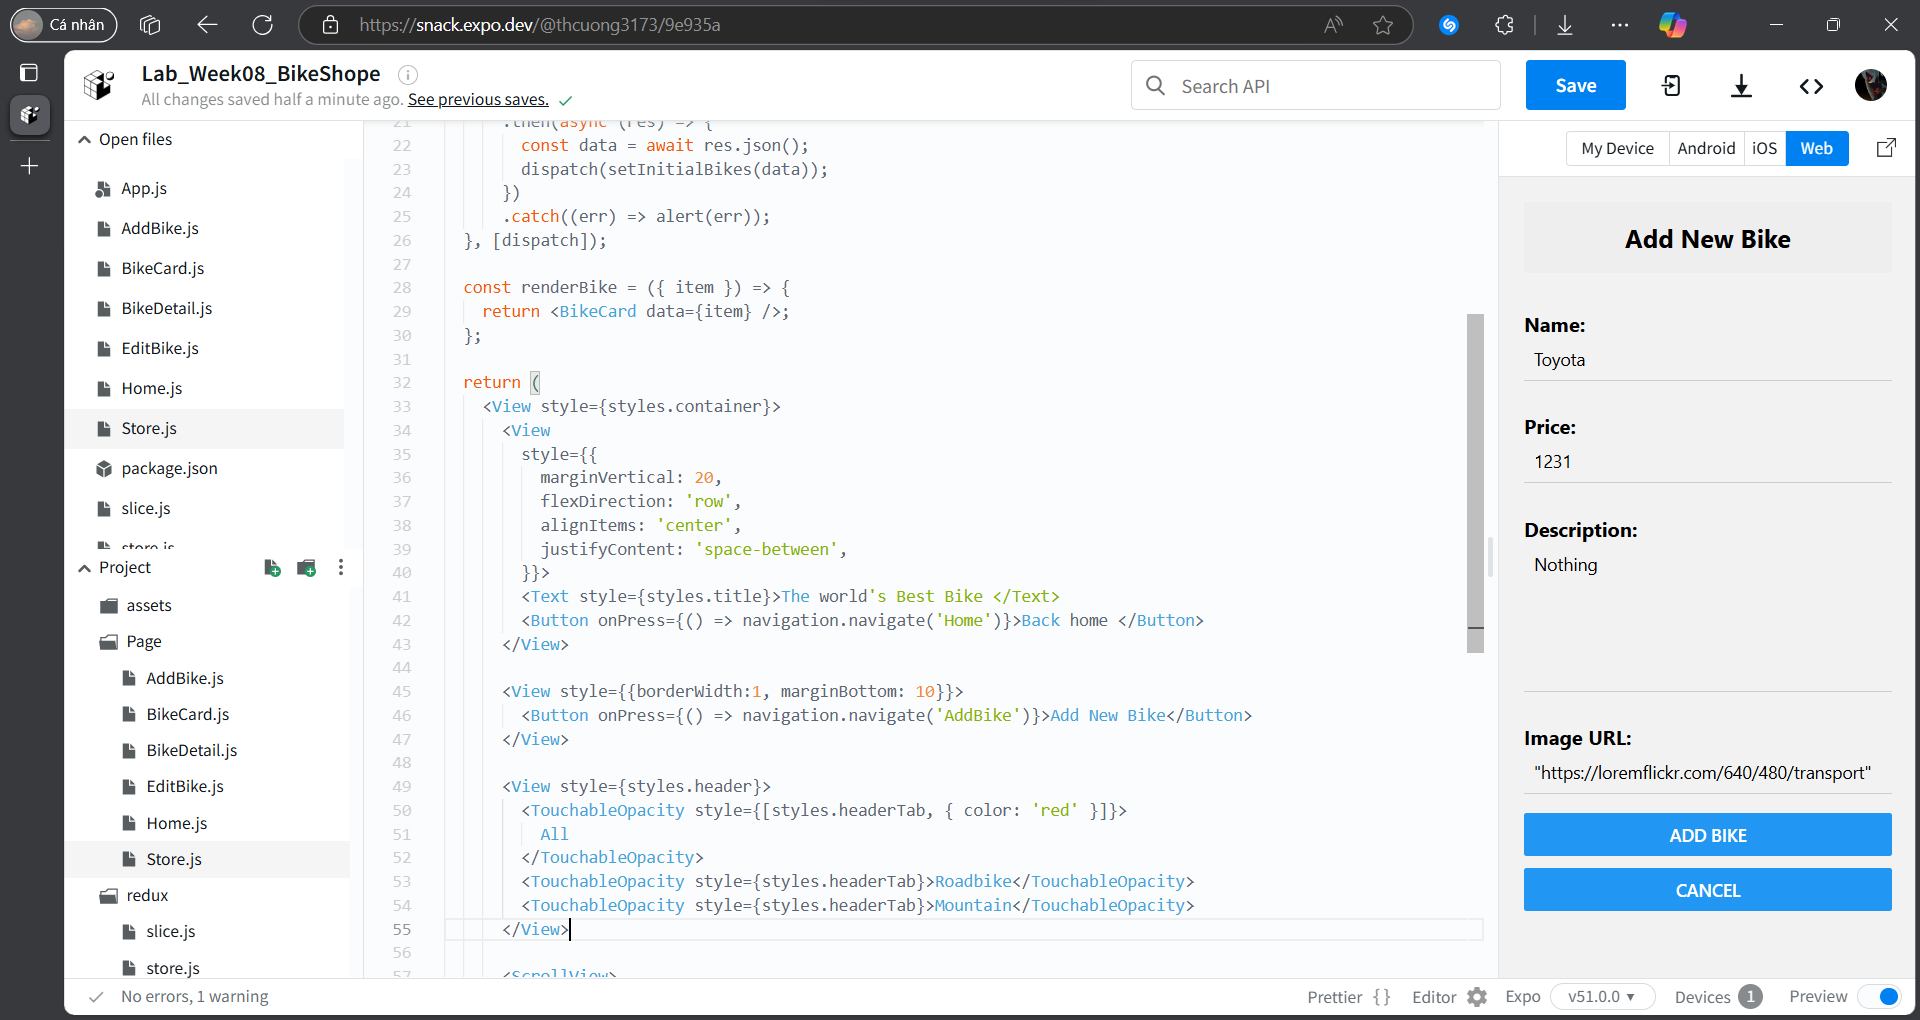 Cá nhân
https://snack.expo.dev/@thcuong3173/9e935a
Lab_Week08_BikeShope
All changes saved half a minute ago. See previous saves.
Search API
Save
Open files
App.js
AddBike.js
BikeCard.js
BikeDetail.js
EditBike.js
Home.js
Store.js
package.json
slice.js
store.js
Project
assets
Page
AddBike.js
BikeCard.js
BikeDetail.js
EditBike.js
Home.js
Store.js
redux
slice.js
store.js
21 .then(async (res) => {
22 const data = await res.json();
23 dispatch(setInitialBikes(data));
24 })
25 .catch((err) => alert(err));
26 }, [dispatch]);
27
28 const renderBike = ({ item }) => {
29 return <BikeCard data={item} />;
30 };
31
32 return (
33 <View style={styles.container}>
34 <View
35 style={{
36 marginVertical: 20,
37 flexDirection: 'row',
38 alignItems: 'center',
39 justifyContent: 'space-between',
40 }}>
41 <Text style={styles.title}>The world's Best Bike </Text>
42 <Button onPress={() => navigation.navigate('Home')}>Back home </Button>
43 </View>
44
45 <View style={{borderWidth:1, marginBottom: 10}}>
46 <Button onPress={() => navigation.navigate('AddBike')}>Add New Bike</Button>
47 </View>
48
49 <View style={styles.header}>
50 <TouchableOpacity style={[styles.headerTab, { color: 'red' }]}>
51 All
52 </TouchableOpacity>
53 <TouchableOpacity style={styles.headerTab}>Roadbike</TouchableOpacity>
54 <TouchableOpacity style={styles.headerTab}>Mountain</TouchableOpacity>
55 </View>
56
57 <ScrollView>
My Device Android iOS Web
Add New Bike
Name:
Toyota
Price:
1231
Description:
Nothing
Image URL:
"https://loremflickr.com/640/480/transport"
ADD BIKE
CANCEL
No errors, 1 warning
Prettier { } Editor Expo v51.0.0 Devices 1 Preview